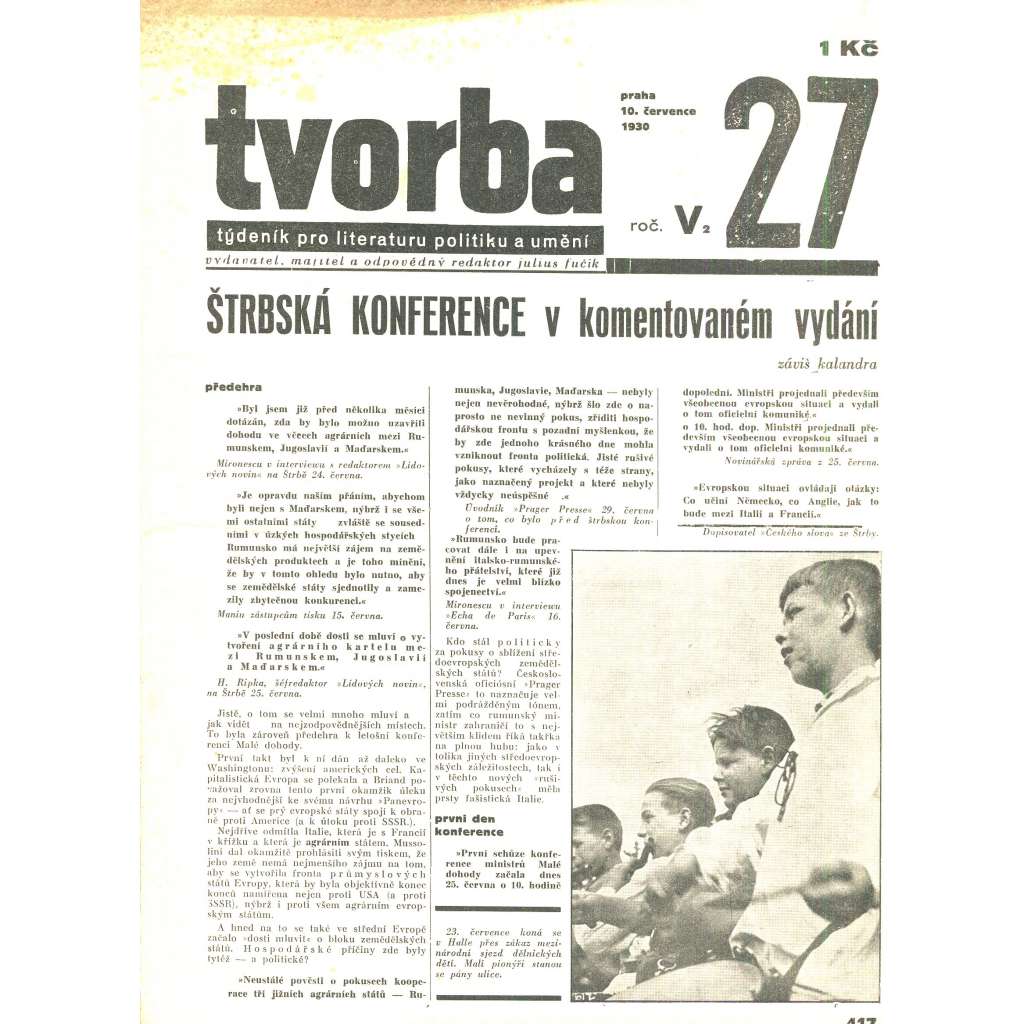 1 Kč
tvorba
praha
10. července
1930
27
roč. V₂
týdeník pro literaturu politiku a umění
vydavatel, majitel a odpovědný redaktor julius fučík
ŠTRBSKÁ KONFERENCE v komentovaném vydání
záviš kalandra
předehra
»Byl jsem již před několika měsíci
dotázán, zda by bylo možno uzavříti
dohodu ve věcech agrárních mezi Ru-
munskem, Jugoslavií a Maďarskem.«
Mironescu v interviewu s redaktorem »Lido-
vých novin« na Štrbě 24. června.
»Je opravdu naším přáním, abychom
byli nejen s Maďarskem, nýbrž i se vše-
mi ostatními státy zvláště se soused-
ními v úzkých hospodářských stycích
Rumunsko má největší zájem na země-
dělských produktech a je toho mínění,
že by v tomto ohledu bylo nutno, aby
se zemědělské státy sjednotily a zame-
zily zbytečnou konkurenci.«
Maniu zástupcům tisku 15. června.
»V poslední době dosti se mluví o vy-
tvoření agrárního kartelu me-
zi Rumunskem, Jugoslavií
a Maďarskem.«
H. Ripka, šéfredaktor »Lidových novin«,
na Štrbě 25. června.
Jistě, o tom se velmi mnoho mluví a
jak vidět na nejzodpovědnějších místech.
To byla zároveň předehra k letošní konfe-
renci Malé dohody.
První takt byl k ní dán až daleko ve
Washingtonu: zvýšení amerických cel. Ka-
pitalistická Evropa se polekala a Briand po-
važoval zrovna tento první okamžik úleku
za nejvhodnější ke svému návrhu »Panevro-
py« — ať se prý evropské státy spojí k obra-
ně proti Americe (a k útoku proti SSSR.).
Nejdříve odmítla Italie, která je s Francií
v křížku a která je agrárním státem. Musso-
lini dal okamžitě prohlásiti svým tiskem, že
jeho země nemá nejmenšího zájmu na tom,
aby se vytvořila fronta průmyslových
států Evropy, která by byla objektivně konec
konců namířena nejen proti USA (a proti
SSSR), nýbrž i proti všem agrárním evrop-
ským státům.
A hned na to se také ve střední Evropě
začalo »dosti mluvit« o bloku zemědělských
států. Hospodářské příčiny zde byly
tytéž — a politické?
»Neustálé pověsti o pokusech koope-
race tří jižních agrárních států — Ru-
munska, Jugoslavie, Maďarska — nebyly
nejen nevěrohodné, nýbrž šlo zde o na-
prosto ne nevinný pokus, zříditi hospo-
dářskou frontu s pozadní myšlenkou, že
by zde jednoho krásného dne mohla
vzniknout fronta politická. Jisté rušivé
pokusy, které vycházely s téže strany,
jako naznačený projekt a které nebyly
vždycky neúspěšné .«
Úvodník »Prager Presse« 29. června
o tom, co bylo před štrbskou kon-
ferencí.
»Rumunsko bude pra-
covat dále i na upev-
nění italsko-rumunské-
ho přátelství, které již
dnes je velmi blízko
spojenectví.«
Mironescu v interviewu
»Echa de Paris« 16.
června.
Kdo stál politicky
za pokusy o sblížení stře-
doevropských zeměděl-
ských států? Českoslo-
venská oficiósní »Prager
Presse« to naznačuje vel-
mi podrážděným tónem,
zatím co rumunský mi-
nistr zahraničí to s nej-
větším klidem říká takřka
na plnou hubu: jako v
tolika jiných středoevrop-
ských záležitostech, tak i
v těchto nových »ruši-
vých pokusech« měla
prsty fašistická Italie.
první den
konference
»První schůze konfe-
rence ministrů Malé
dohody začala dnes
25. června o 10. hodině
dopolední. Ministři projednali především
všeobecnou evropskou situaci a vydali
o tom oficielní komuniké.«
o 10. hod. dop. Ministři projednali pře-
devším všeobecnou evropskou situaci a
vydali o tom oficielní komuniké.«
Novinářská zpráva z 25. června.
»Evropskou situaci ovládají otázky:
Co učiní Německo, co Anglie, jak to
bude mezi Italií a Francií.«
Dopisovatel »Českého slova« ze Štrby.
23. července koná se
v Halle přes zákaz mezi-
národní sjezd dělnických
dětí. Malí pionýři stanou
se pány ulice.
417